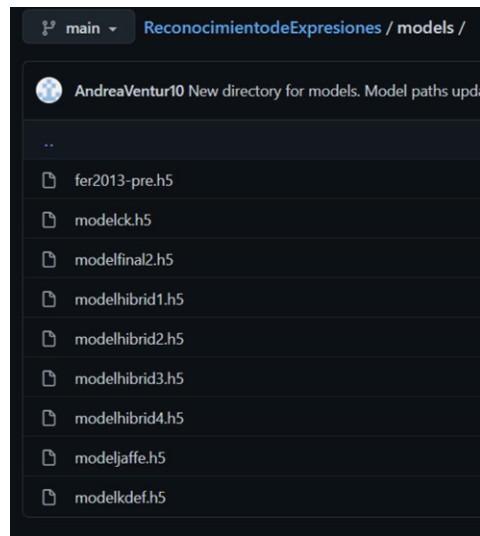 main ReconocimientodeExpresiones / models /
AndreaVentur10 New directory for models. Model paths
..
fer2013-pre.h5
modelck.h5
modelfinal2.h5
modelhibrid1.h5
modelhibrid2.h5
modelhibrid3.h5
modelhibrid4.h5
modeljaffe.h5
modelkdef.h5